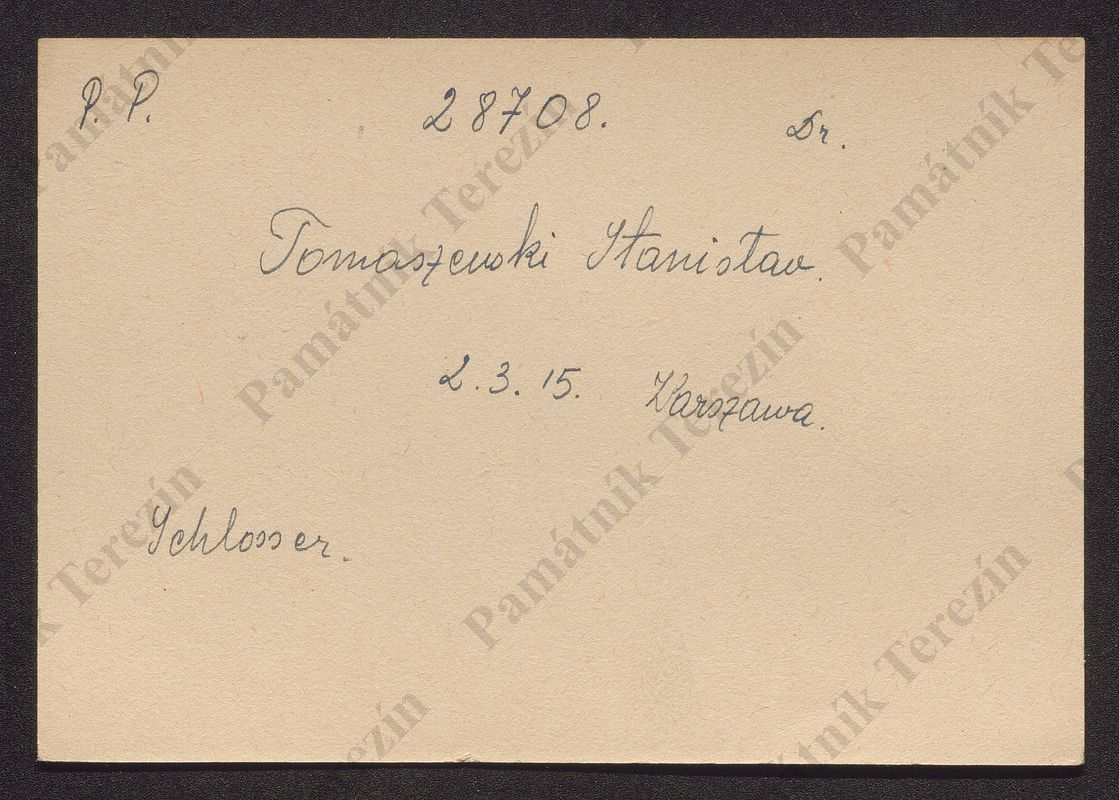 P. P. 28708. Dr.
Tomaszewski Stanisław.
2. 3. 15. Warszawa.
Schlosser.
Památník Terezín